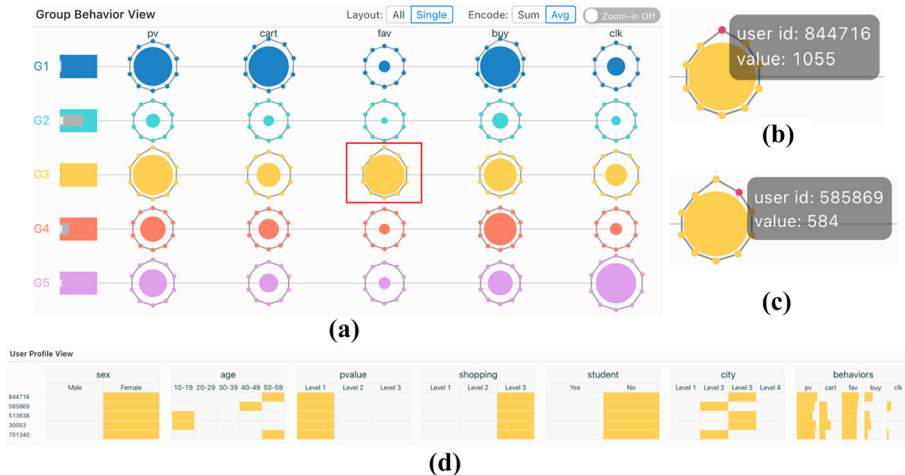 Group Behavior View Layout: All Single Encode: Sum Avg Zoom-in Off
pv cart fav buy clk
G1
G2
G3
G4
G5
(a)
user id: 844716
value: 1055
(b)
user id: 585869
value: 584
(c)
User Profile View
sex age pvalue shopping student city behaviors
Male Female 10-19 20-29 30-39 40-49 50-59 Level 1 Level 2 Level 3 Level 1 Level 2 Level 3 Yes No Level 1 Level 2 Level 3 Level 4 pv cart fav buy clk
844716
585869
513838
30053
701340
(d)